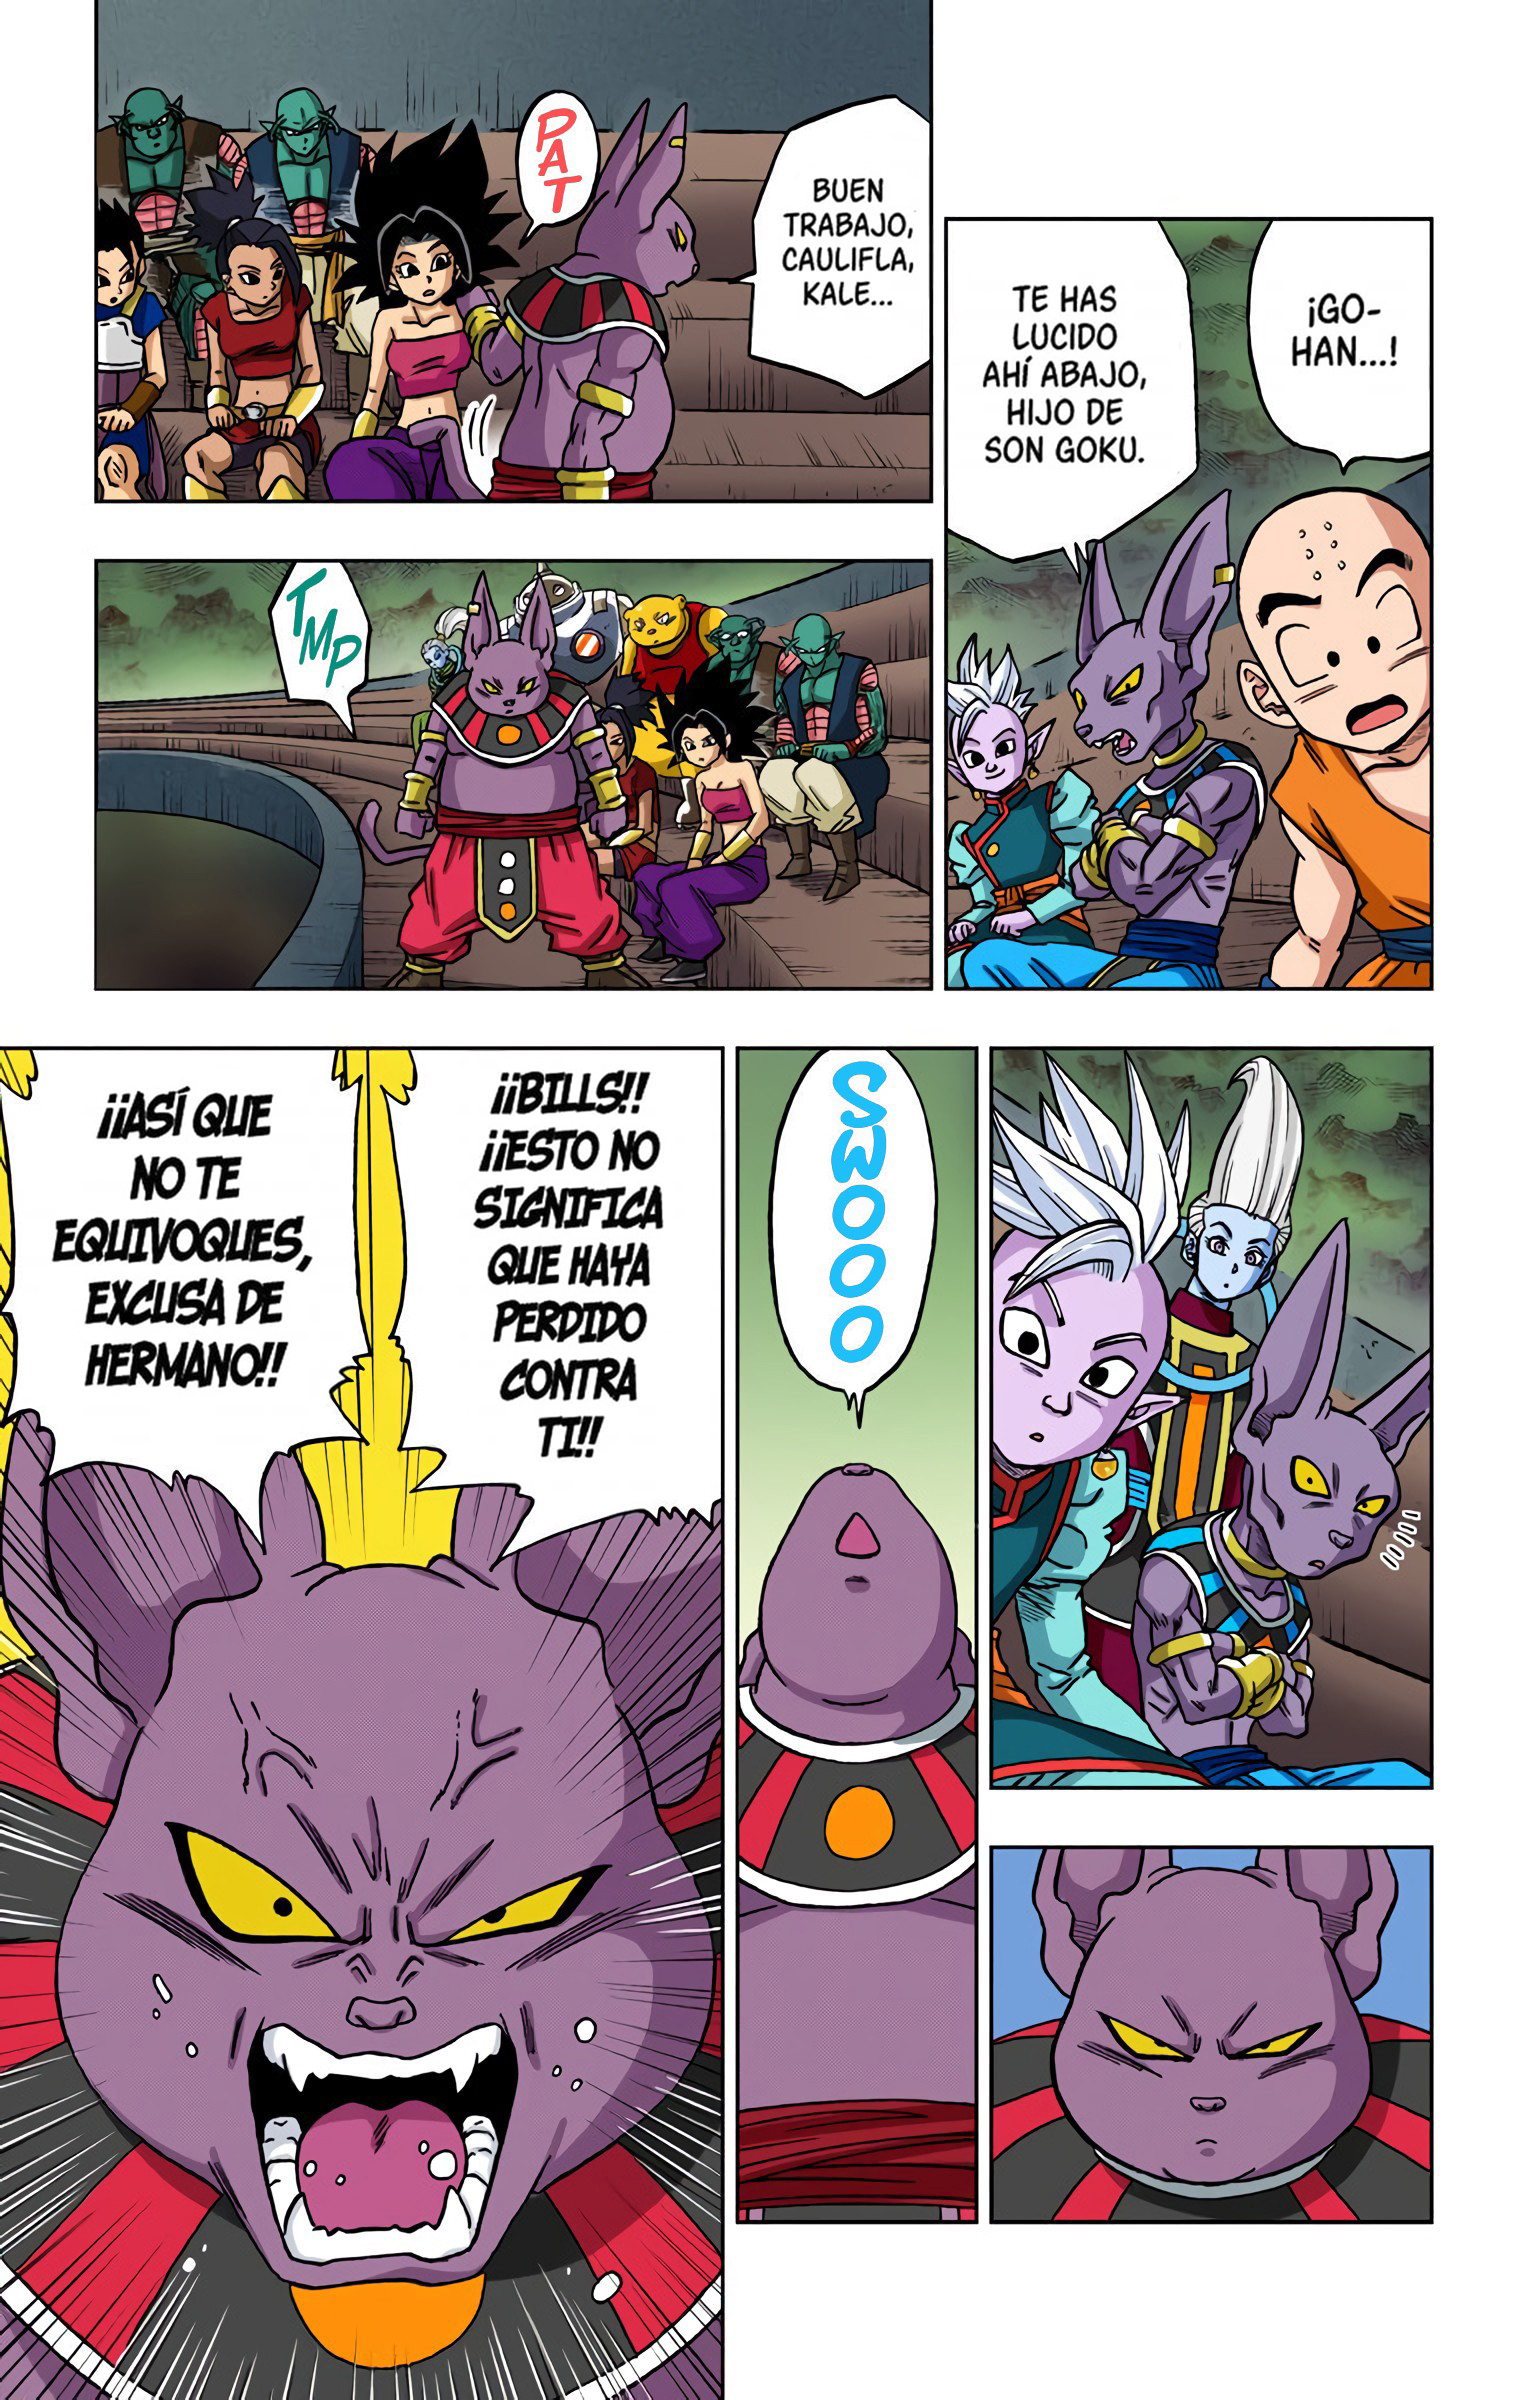 ¡GO-
HAN...!
TE HAS
LUCIDO
AHÍ ABAJO,
HIJO DE
SON GOKU.
BUEN
TRABAJO,
CAULIFLA,
KALE...
PAT
TMP
SWOOO
¡¡BILLS!!
¡¡ESTO NO
SIGNIFICA
QUE HAYA
PERDIDO
CONTRA
TI!!
¡¡ASÍ QUE
NO TE
EQUIVOQUES,
EXCUSA DE
HERMANO!!